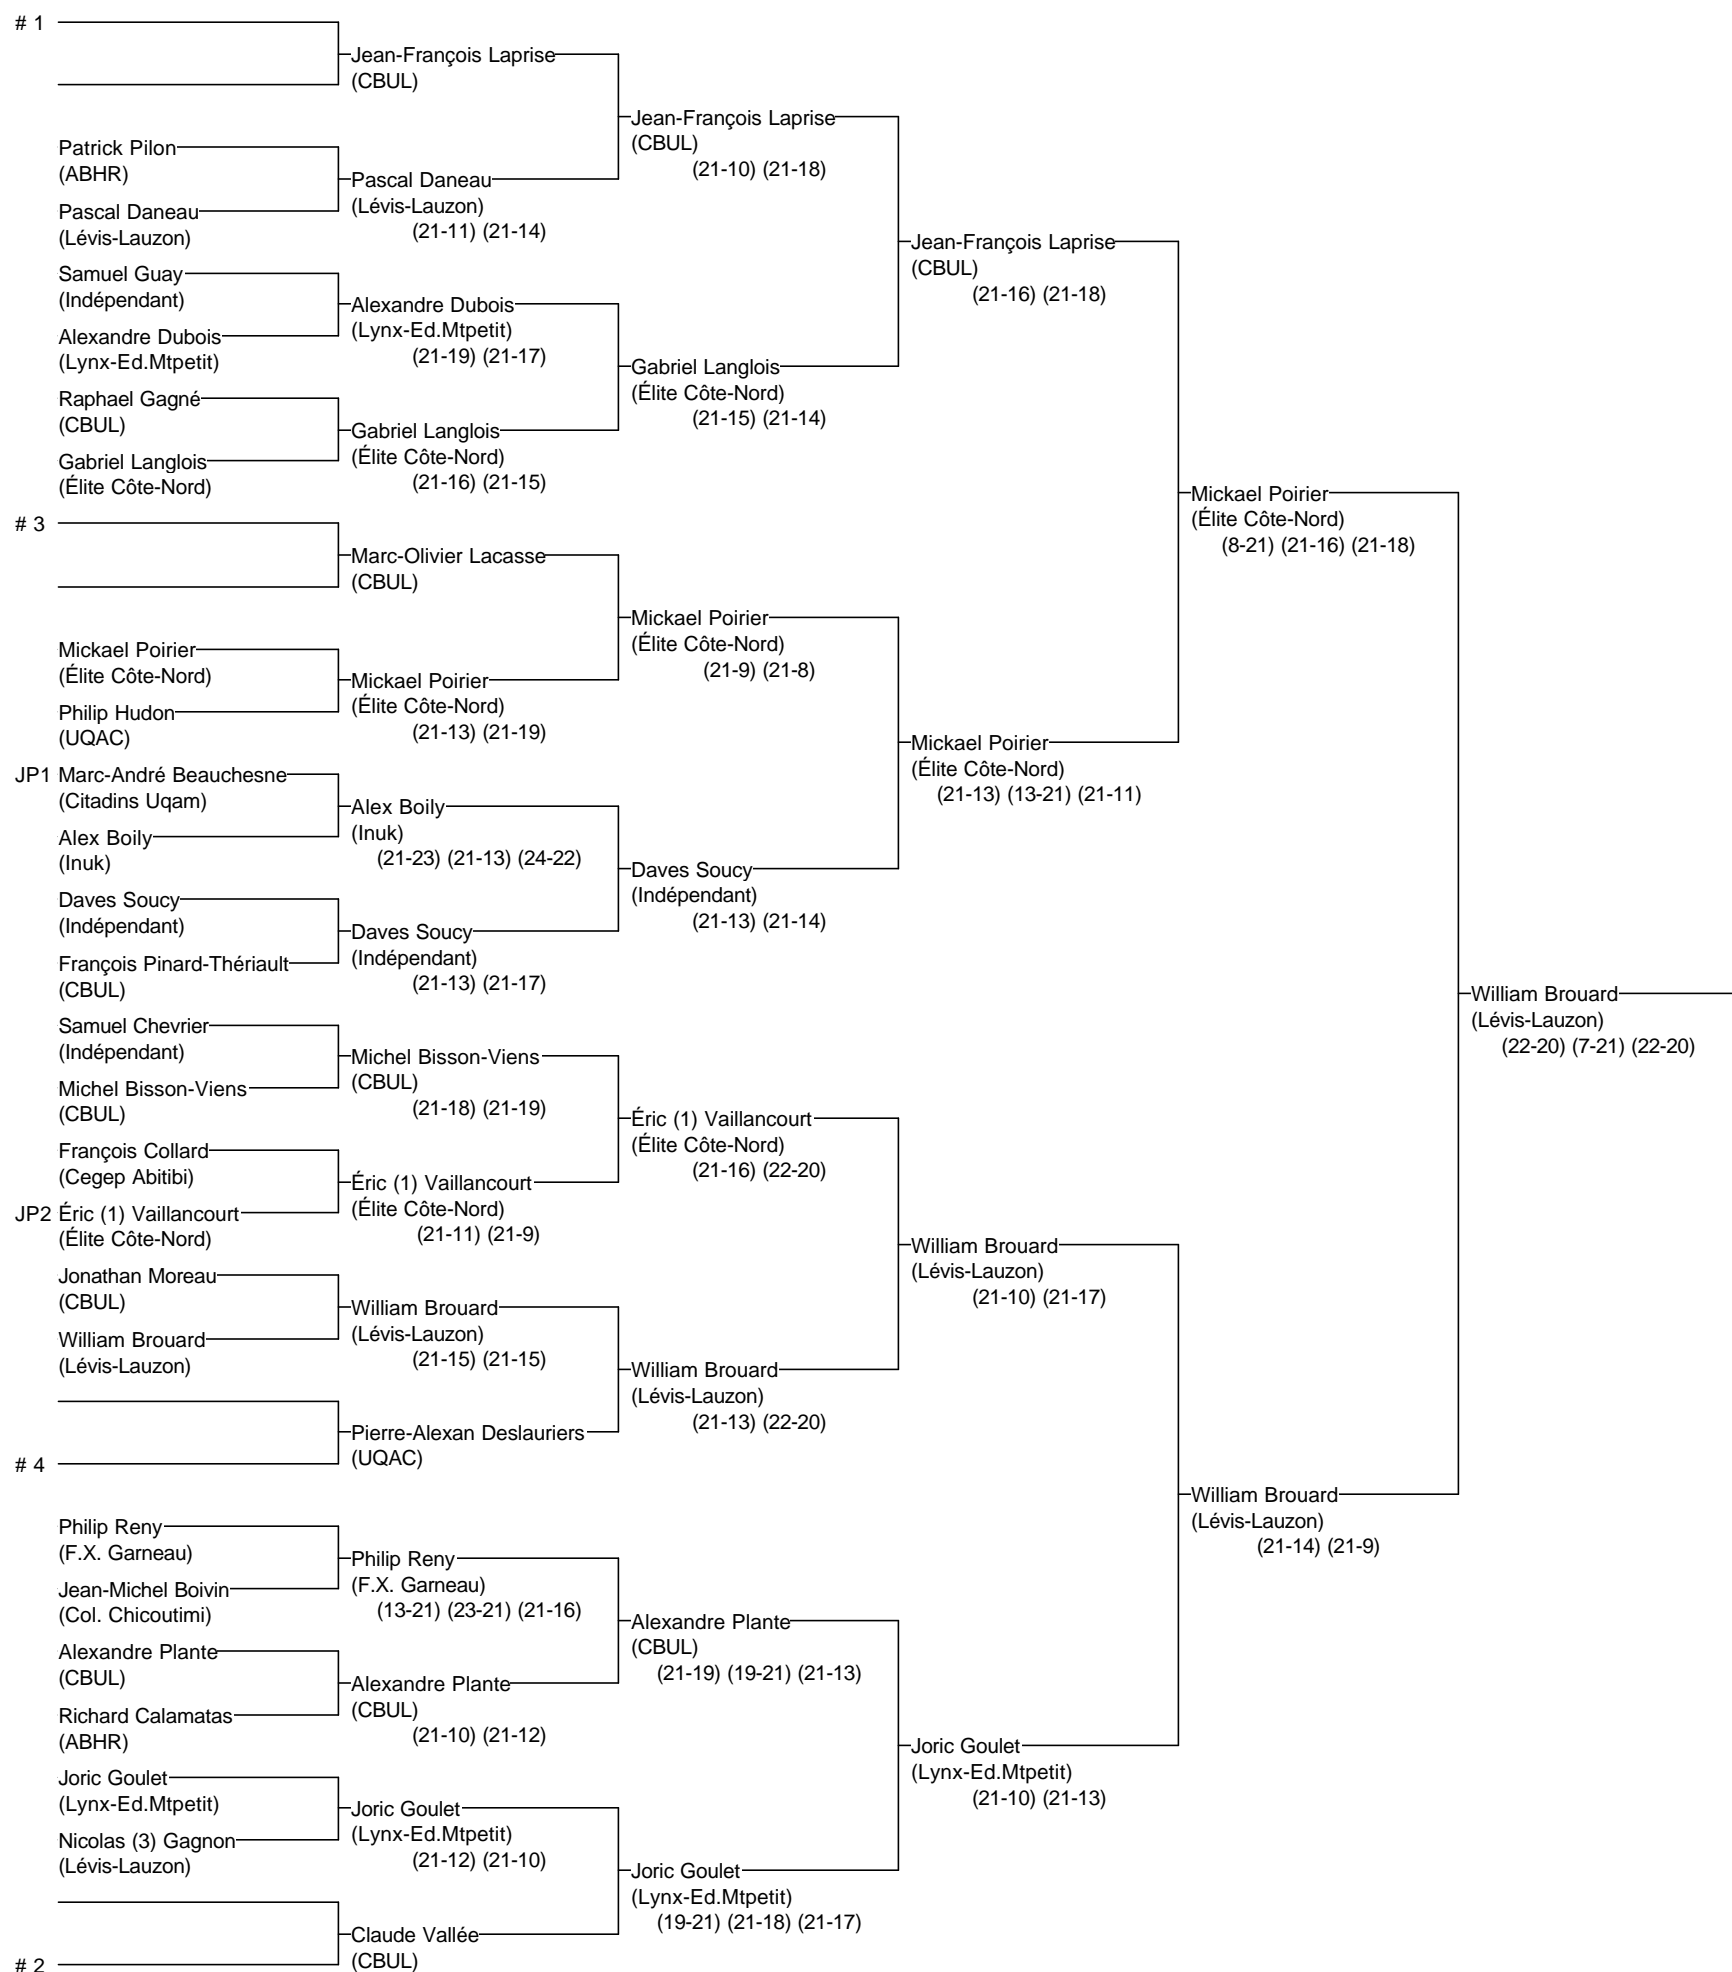 # 1
Jean-François Laprise
(CBUL)
Patrick Pilon
(ABHR)
Pascal Daneau
(Lévis-Lauzon)
Pascal Daneau
(Lévis-Lauzon)
(21-11) (21-14)
Jean-François Laprise
(CBUL)
(21-10) (21-18)
Samuel Guay
(Indépendant)
Alexandre Dubois
(Lynx-Ed.Mtpetit)
Alexandre Dubois
(Lynx-Ed.Mtpetit)
(21-19) (21-17)
Raphael Gagné
(CBUL)
Gabriel Langlois
(Élite Côte-Nord)
Gabriel Langlois
(Élite Côte-Nord)
(21-16) (21-15)
Gabriel Langlois
(Élite Côte-Nord)
(21-15) (21-14)
Jean-François Laprise
(CBUL)
(21-16) (21-18)
# 3
Marc-Olivier Lacasse
(CBUL)
Mickael Poirier
(Élite Côte-Nord)
Philip Hudon
(UQAC)
Mickael Poirier
(Élite Côte-Nord)
(21-13) (21-19)
Mickael Poirier
(Élite Côte-Nord)
(21-9) (21-8)
JP1 Marc-André Beauchesne
(Citadins Uqam)
Alex Boily
(Inuk)
Alex Boily
(Inuk)
(21-23) (21-13) (24-22)
Daves Soucy
(Indépendant)
François Pinard-Thériault
(CBUL)
Daves Soucy
(Indépendant)
(21-13) (21-17)
Daves Soucy
(Indépendant)
(21-13) (21-14)
Mickael Poirier
(Élite Côte-Nord)
(21-13) (13-21) (21-11)
Mickael Poirier
(Élite Côte-Nord)
(8-21) (21-16) (21-18)
Samuel Chevrier
(Indépendant)
Michel Bisson-Viens
(CBUL)
Michel Bisson-Viens
(CBUL)
(21-18) (21-19)
François Collard
(Cegep Abitibi)
JP2 Éric (1) Vaillancourt
(Élite Côte-Nord)
Éric (1) Vaillancourt
(Élite Côte-Nord)
(21-11) (21-9)
Éric (1) Vaillancourt
(Élite Côte-Nord)
(21-16) (22-20)
Jonathan Moreau
(CBUL)
William Brouard
(Lévis-Lauzon)
William Brouard
(Lévis-Lauzon)
(21-15) (21-15)
Pierre-Alexan Deslauriers
(UQAC)
# 4
William Brouard
(Lévis-Lauzon)
(21-13) (22-20)
William Brouard
(Lévis-Lauzon)
(21-10) (21-17)
Philip Reny
(F.X. Garneau)
Jean-Michel Boivin
(Col. Chicoutimi)
Philip Reny
(F.X. Garneau)
(13-21) (23-21) (21-16)
Alexandre Plante
(CBUL)
Richard Calamatas
(ABHR)
Alexandre Plante
(CBUL)
(21-10) (21-12)
Alexandre Plante
(CBUL)
(21-19) (19-21) (21-13)
Joric Goulet
(Lynx-Ed.Mtpetit)
Nicolas (3) Gagnon
(Lévis-Lauzon)
Joric Goulet
(Lynx-Ed.Mtpetit)
(21-12) (21-10)
Claude Vallée
(CBUL)
# 2
Joric Goulet
(Lynx-Ed.Mtpetit)
(19-21) (21-18) (21-17)
Joric Goulet
(Lynx-Ed.Mtpetit)
(21-10) (21-13)
William Brouard
(Lévis-Lauzon)
(21-14) (21-9)
William Brouard
(Lévis-Lauzon)
(22-20) (7-21) (22-20)